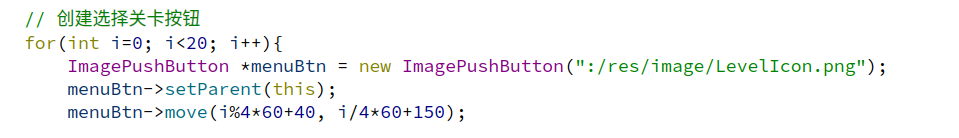 // 创建选择关卡按钮
for(int i=0; i<20; i++){
ImagePushButton *menuBtn = new ImagePushButton(":/res/image/LevelIcon.png");
menuBtn->setParent(this);
menuBtn->move(i%4*60+40, i/4*60+150);